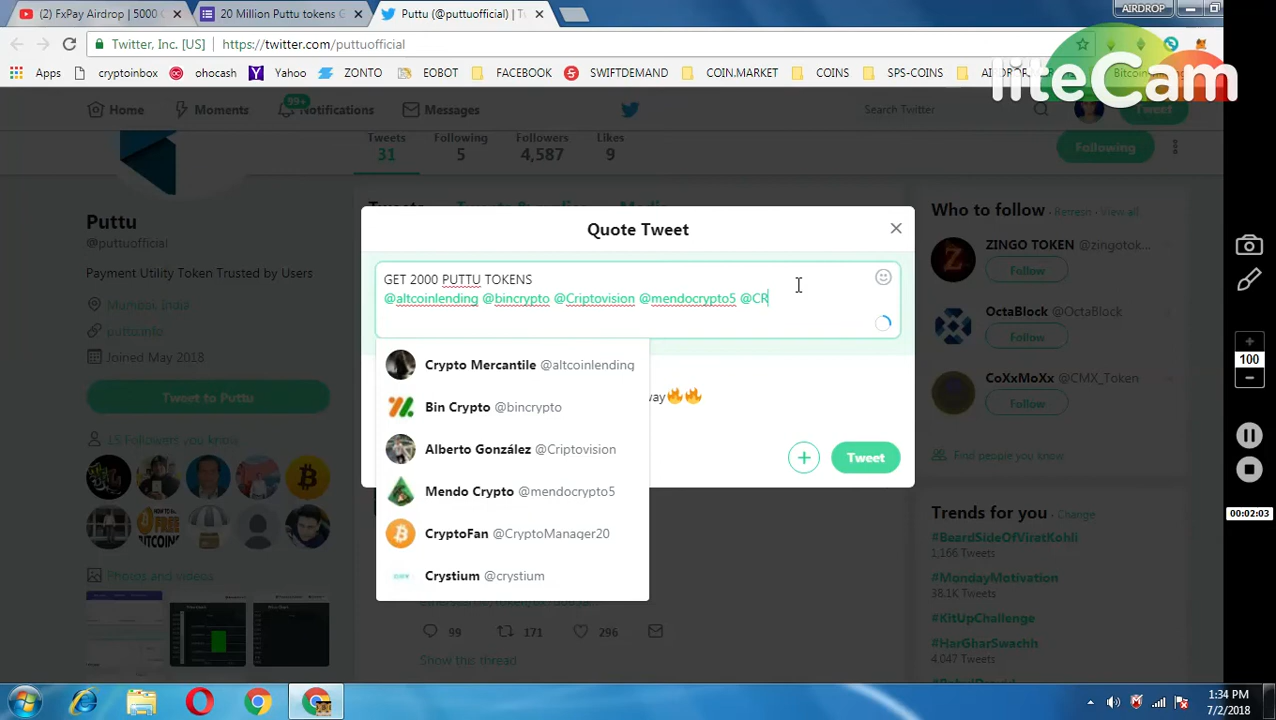 (2) FxPay Airdrop | 5000
20 Million Puttu tokens
Puttu (@puttuofficial) | T
AIRDROP
Twitter, Inc. [US]
https://twitter.com/puttuofficial
Apps
cryptoinbox
ohocash
Yahoo
EOBOT
FACEBOOK
SWIFTDEMAND
COIN.MARKET
COINS
SPS-COINS
liteCam
Home
Moments
99+
Notifications
Messages
Search Twitter
Tweet
Tweets
Following
Followers
Likes
31
5
4,587
9
Following
Puttu
@puttuofficial
Payment Utility Token Trusted by Users
Mumbai, India
puttu.info
Joined May 2018
Tweet to Puttu
15 Followers you know
Photos and videos
Quote Tweet
GET 2000 PUTTU TOKENS
@altcoinlending @bincrypto @Criptovision @mendocrypto5 @CR
Crypto Mercantile @altcoinlending
Bin Crypto @bincrypto
Alberto González @Criptovision
Mendo Crypto @mendocrypto5
CryptoFan @CryptoManager20
Crystium @crystium
way🔥🔥
Tweet
99
171
296
Show this thread
Who to follow · Refresh · View all
ZINGO TOKEN @zingotok...
Follow
OctaBlock @OctaBlock
Follow
CoXxMoXx @CMX_Token
Follow
Find people you know
Trends for you · Change
#BeardSideOfViratKohli
1,166 Tweets
#MondayMotivation
38.1K Tweets
#KitUpChallenge
#HarGharSwachh
4,047 Tweets
100
00:02:03
1:34 PM
7/2/2018